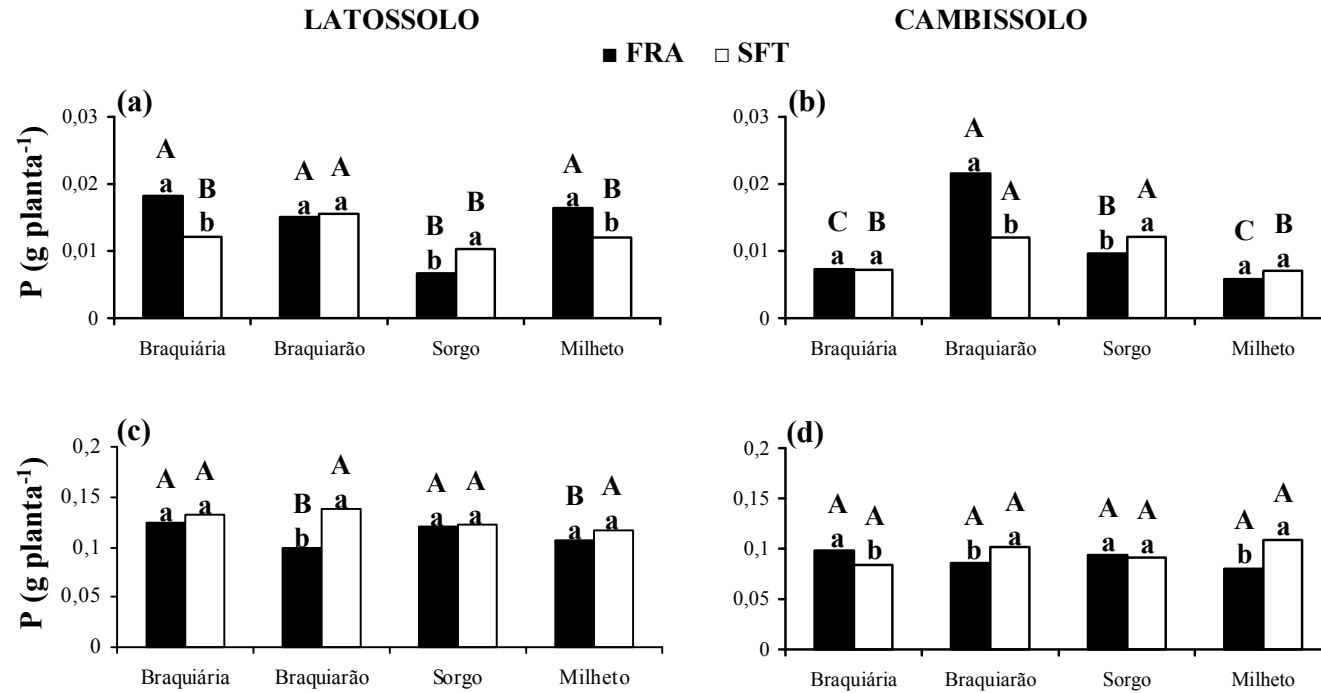 LATOSSOLO
CAMBISSOLO
■ FRA □ SFT
(a)
P (g planta-1)
0,03
0,02
0,01
0
A B A A B B A B
a b a a b a a b
Braquiária Braquiarão Sorgo Milheto
(b)
0,03
0,02
0,01
0
C B A A B A C B
a a a b b a a a
Braquiária Braquiarão Sorgo Milheto
(c)
P (g planta-1)
0,2
0,15
0,1
0,05
0
A A B A A A B A
a a b a a a a a
Braquiária Braquiarão Sorgo Milheto
(d)
0,2
0,15
0,1
0,05
0
A A A A A A A A
a b b a a a b a
Braquiária Braquiarão Sorgo Milheto